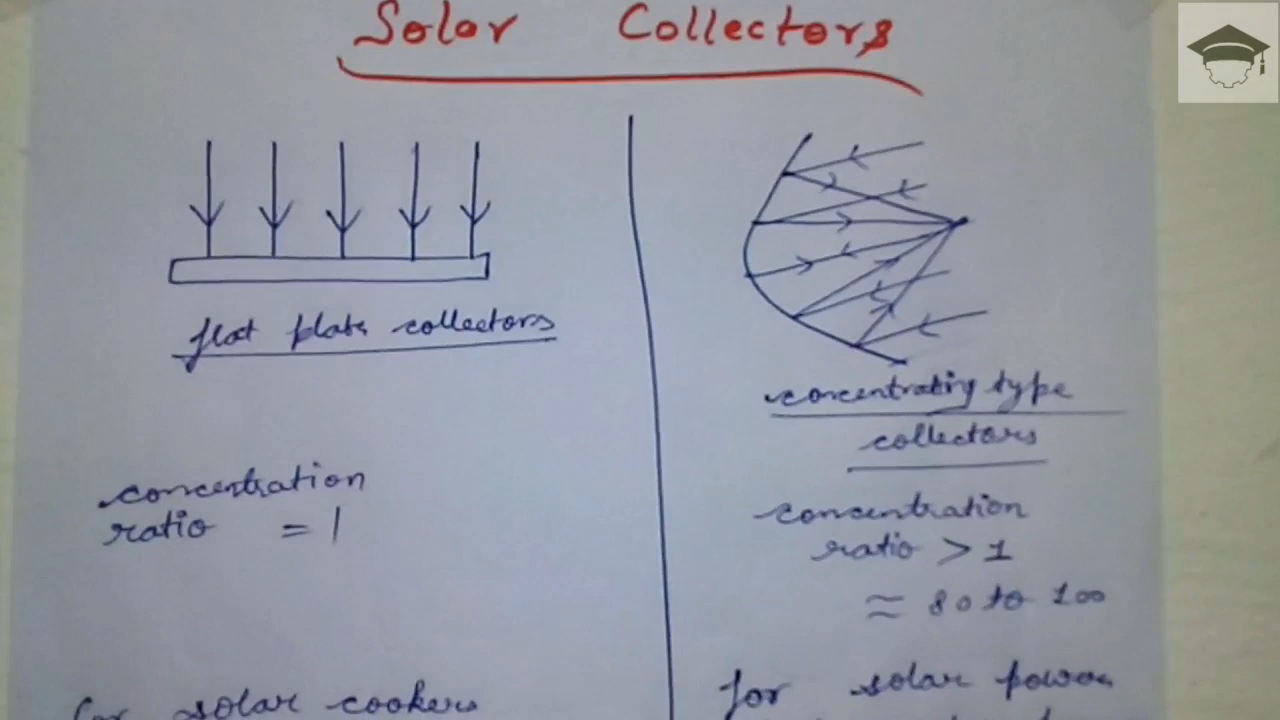 Solar Collectors
flat plate collectors
concentration
ratio = 1
for solar cookers
concentrating type
collectors
concentration
ratio > 1
≈ 80 to 100
for solar power